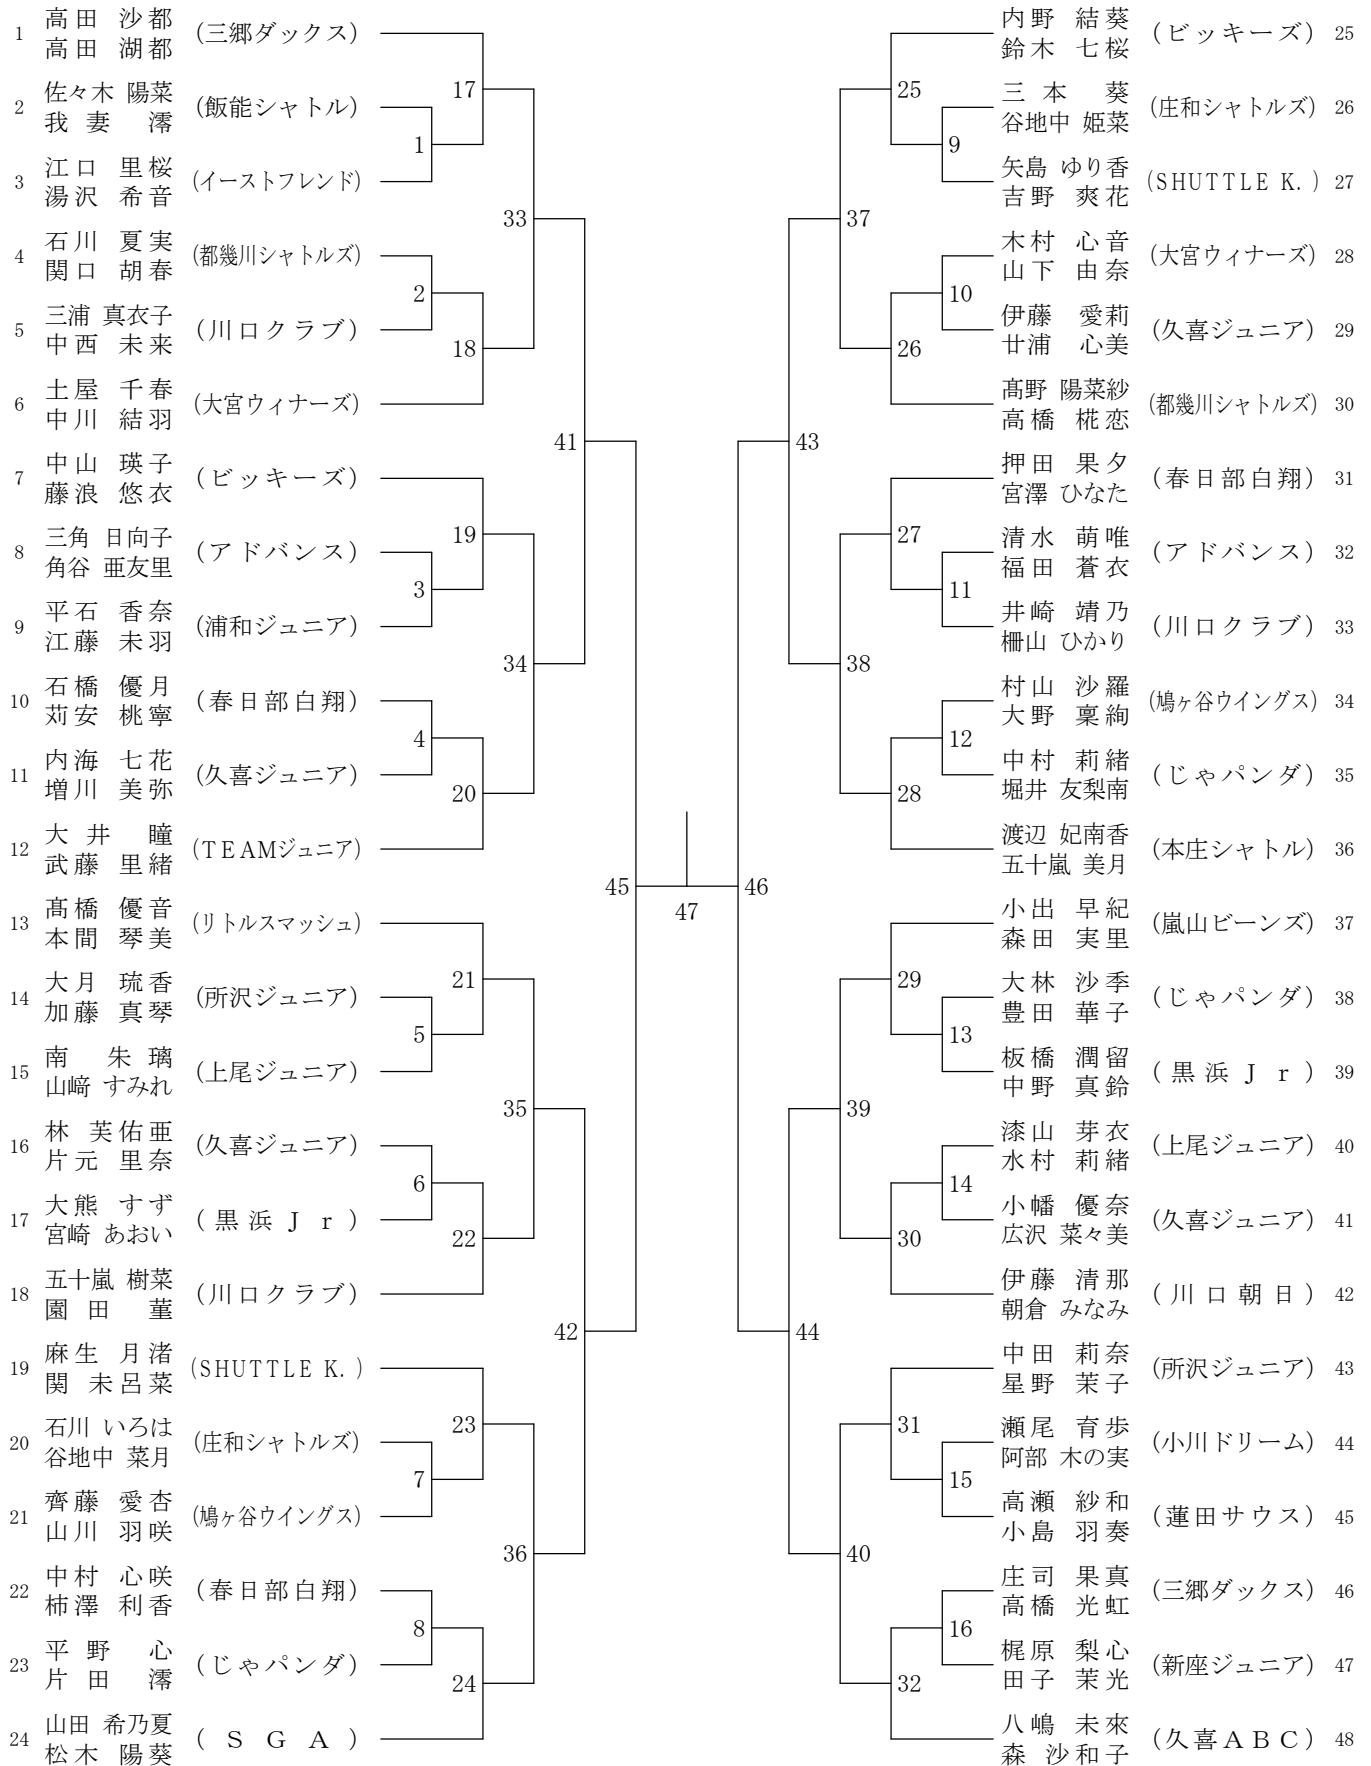 1 高田 沙都 (三郷ダックス)
高田 湖都
2 佐々木 陽菜 (飯能シャトル)
我妻 澪
3 江口 里桜 (イーストフレンド)
湯沢 希音
4 石川 夏実 (都幾川シャトルズ)
関口 胡春
5 三浦 真衣子 (川口クラブ)
中西 未来
6 土屋 千春 (大宮ウィナーズ)
中川 結羽
7 中山 瑛子 (ビッキーズ)
藤浪 悠衣
8 三角 日向子 (アドバンス)
角谷 亜友里
9 平石 香奈 (浦和ジュニア)
江藤 未羽
10 石橋 優月 (春日部白翔)
苅安 桃寧
11 内海 七花 (久喜ジュニア)
増川 美弥
12 大井 瞳 (TEAMジュニア)
武藤 里緒
13 髙橋 優音 (リトルスマッシュ)
本間 琴美
14 大月 琉香 (所沢ジュニア)
加藤 真琴
15 南 朱璃 (上尾ジュニア)
山﨑 すみれ
16 林 芙佑亜 (久喜ジュニア)
片元 里奈
17 大熊 すず (黒浜Jr)
宮崎 あおい
18 五十嵐 樹菜 (川口クラブ)
園田 菫
19 麻生 月渚 (SHUTTLE K.)
関 未呂菜
20 石川 いろは (庄和シャトルズ)
谷地中 菜月
21 齊藤 愛杏 (鳩ヶ谷ウイングス)
山川 羽咲
22 中村 心咲 (春日部白翔)
柿澤 利香
23 平野 心 (じゃパンダ)
片田 澪
24 山田 希乃夏 (SGA)
松木 陽葵
17
1
33
2
18
41
19
3
34
4
20
45
21
5
35
6
22
42
23
7
36
8
24
47
46
25
9
37
10
26
43
27
11
38
12
28
29
13
39
14
30
44
31
15
40
16
32
内野 結葵 (ビッキーズ) 25
鈴木 七桜
三本 葵 (庄和シャトルズ) 26
谷地中 姫菜
矢島 ゆり香 (SHUTTLE K.) 27
吉野 爽花
木村 心音 (大宮ウィナーズ) 28
山下 由奈
伊藤 愛莉 (久喜ジュニア) 29
廿浦 心美
髙野 陽菜紗 (都幾川シャトルズ) 30
高橋 椛恋
押田 果夕 (春日部白翔) 31
宮澤 ひなた
清水 萌唯 (アドバンス) 32
福田 蒼衣
井崎 靖乃 (川口クラブ) 33
柵山 ひかり
村山 沙羅 (鳩ヶ谷ウイングス) 34
大野 稟絢
中村 莉緒 (じゃパンダ) 35
堀井 友梨南
渡辺 妃南香 (本庄シャトル) 36
五十嵐 美月
小出 早紀 (嵐山ビーンズ) 37
森田 実里
大林 沙季 (じゃパンダ) 38
豊田 華子
板橋 潤留 (黒浜Jr) 39
中野 真鈴
漆山 芽衣 (上尾ジュニア) 40
水村 莉緒
小幡 優奈 (久喜ジュニア) 41
広沢 菜々美
伊藤 清那 (川口朝日) 42
朝倉 みなみ
中田 莉奈 (所沢ジュニア) 43
星野 茉子
瀬尾 育歩 (小川ドリーム) 44
阿部 木の実
高瀬 紗和 (蓮田サウス) 45
小島 羽奏
庄司 果真 (三郷ダックス) 46
高橋 光虹
梶原 梨心 (新座ジュニア) 47
田子 茉光
八嶋 未來 (久喜ABC) 48
森 沙和子